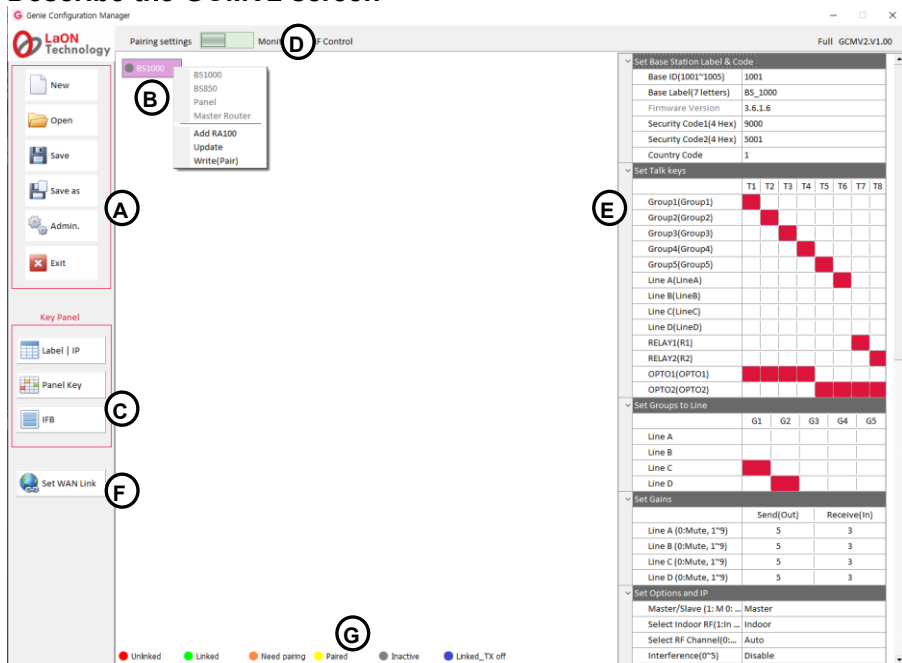 Describe the GCMV2 screen
Genie Configuration Manager
LaON
Technology
Pairing settings
D
Full GCMV2.V1.00
New
Open
Save
Save as
Admin.
Exit
A
Key Panel
Label | IP
Panel Key
IFB
C
Set WAN Link
F
BS1000
B
BS1000
BS850
Panel
Master Router
Add RA100
Update
Write(Pair)
E
Set Base Station Label & Code
Base ID(1001~1005) 1001
Base Label(7 letters) BS_1000
Firmware Version 3.6.1.6
Security Code1(4 Hex) 9000
Security Code2(4 Hex) 5001
Country Code 1
Set Talk keys
T1 T2 T3 T4 T5 T6 T7 T8
Group1(Group1)
Group2(Group2)
Group3(Group3)
Group4(Group4)
Group5(Group5)
Line A(LineA)
Line B(LineB)
Line C(LineC)
Line D(LineD)
RELAY1(R1)
RELAY2(R2)
OPTO1(OPTO1)
OPTO2(OPTO2)
Set Groups to Line
G1 G2 G3 G4 G5
Line A
Line B
Line C
Line D
Set Gains
Send(Out) Receive(In)
Line A (0:Mute, 1~9) 5 3
Line B (0:Mute, 1~9) 5 3
Line C (0:Mute, 1~9) 5 3
Line D (0:Mute, 1~9) 5 3
Set Options and IP
Master/Slave (1: M 0: ... Master
Select Indoor RF(1:In ... Indoor
Select RF Channel(0:... Auto
Interference(0~5) Disable
G
Unlinked Linked Need pairing Paired Inactive Linked_TX off